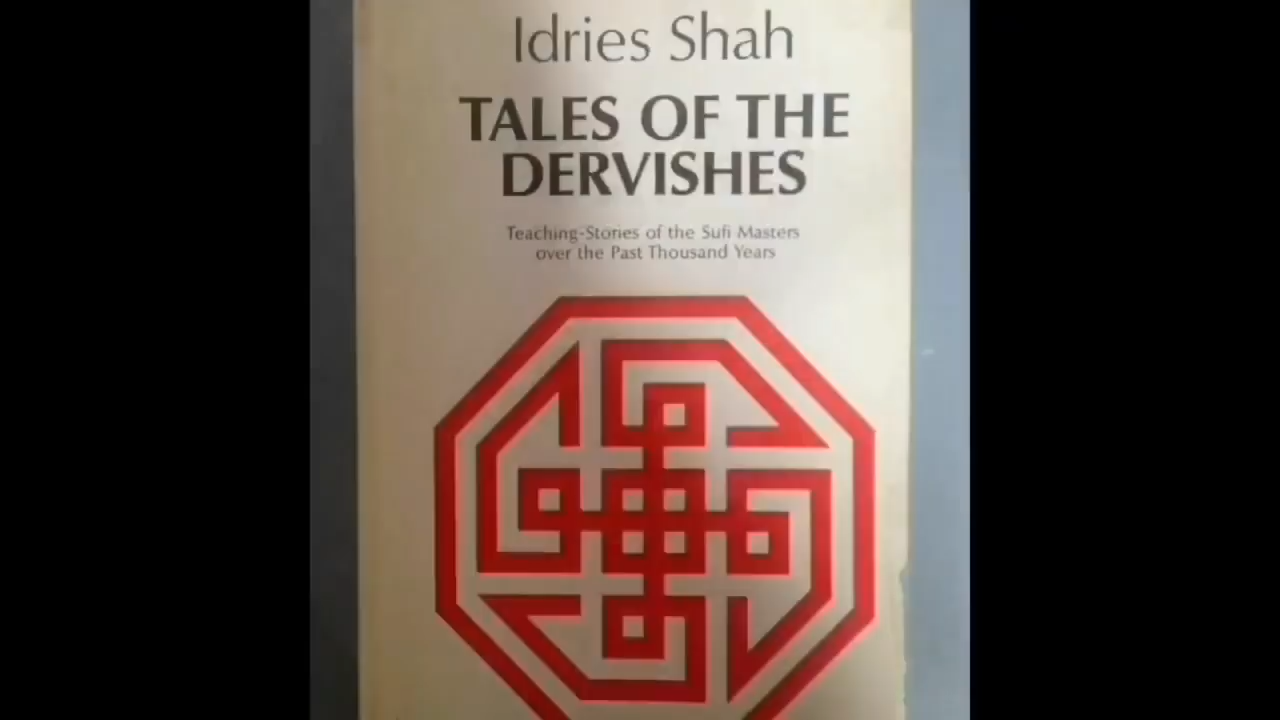 Idries Shah
TALES OF THE
DERVISHES
Teaching-Stories of the Sufi Masters
over the Past Thousand Years